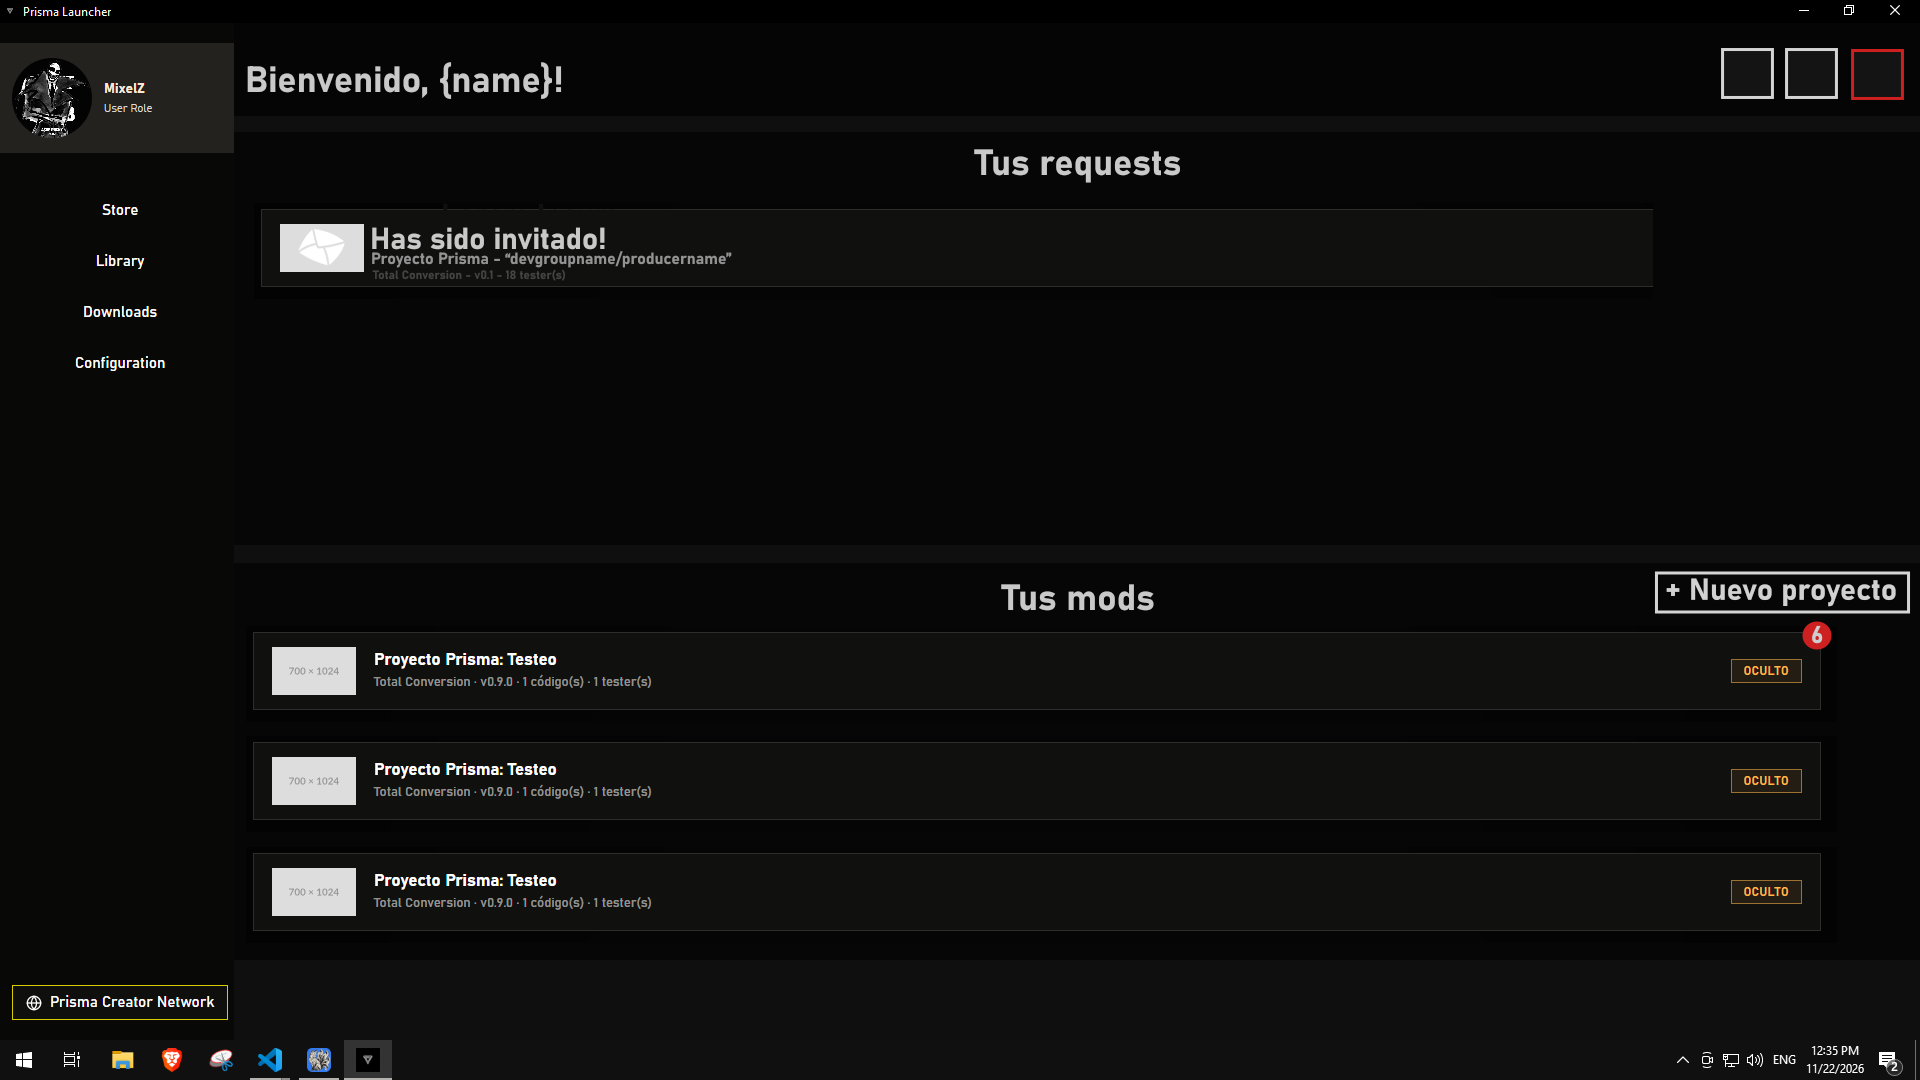 Prisma Launcher
MixelZ
User Role
Store
Library
Downloads
Configuration
Prisma Creator Network
Bienvenido, {name}!
Tus requests
Has sido invitado!
Proyecto Prisma - “devgroupname/producername”
Total Conversion - v0.1 - 18 tester(s)
Tus mods
+ Nuevo proyecto
6
700 × 1024
Proyecto Prisma: Testeo
Total Conversion · v0.9.0 · 1 código(s) · 1 tester(s)
OCULTO
700 × 1024
Proyecto Prisma: Testeo
Total Conversion · v0.9.0 · 1 código(s) · 1 tester(s)
OCULTO
700 × 1024
Proyecto Prisma: Testeo
Total Conversion · v0.9.0 · 1 código(s) · 1 tester(s)
OCULTO
ENG
12:35 PM
11/22/2026
2